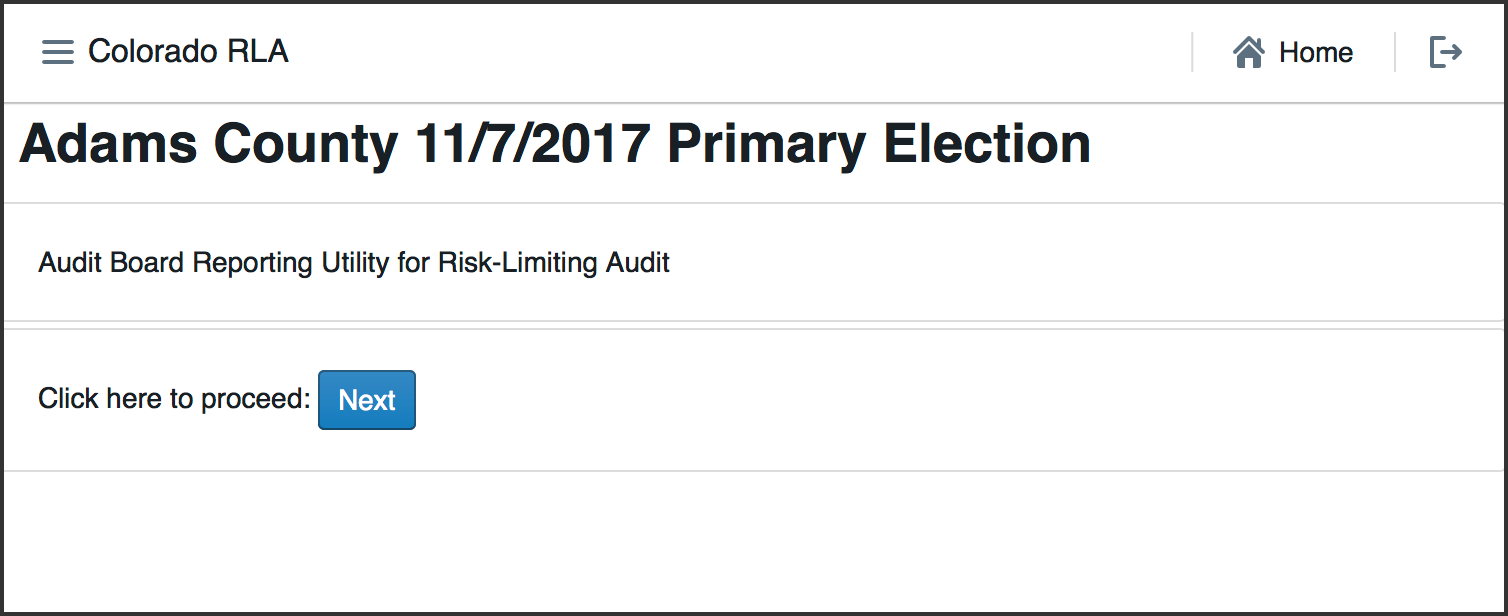 Colorado RLA
Home
Adams County 11/7/2017 Primary Election
Audit Board Reporting Utility for Risk-Limiting Audit
Click here to proceed: Next